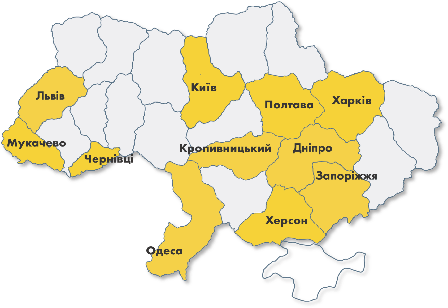 Київ
Львів
Полтава
Харків
Мукачево
Чернівці
Кропивницький
Дніпро
Запоріжжя
Херсон
Одеса